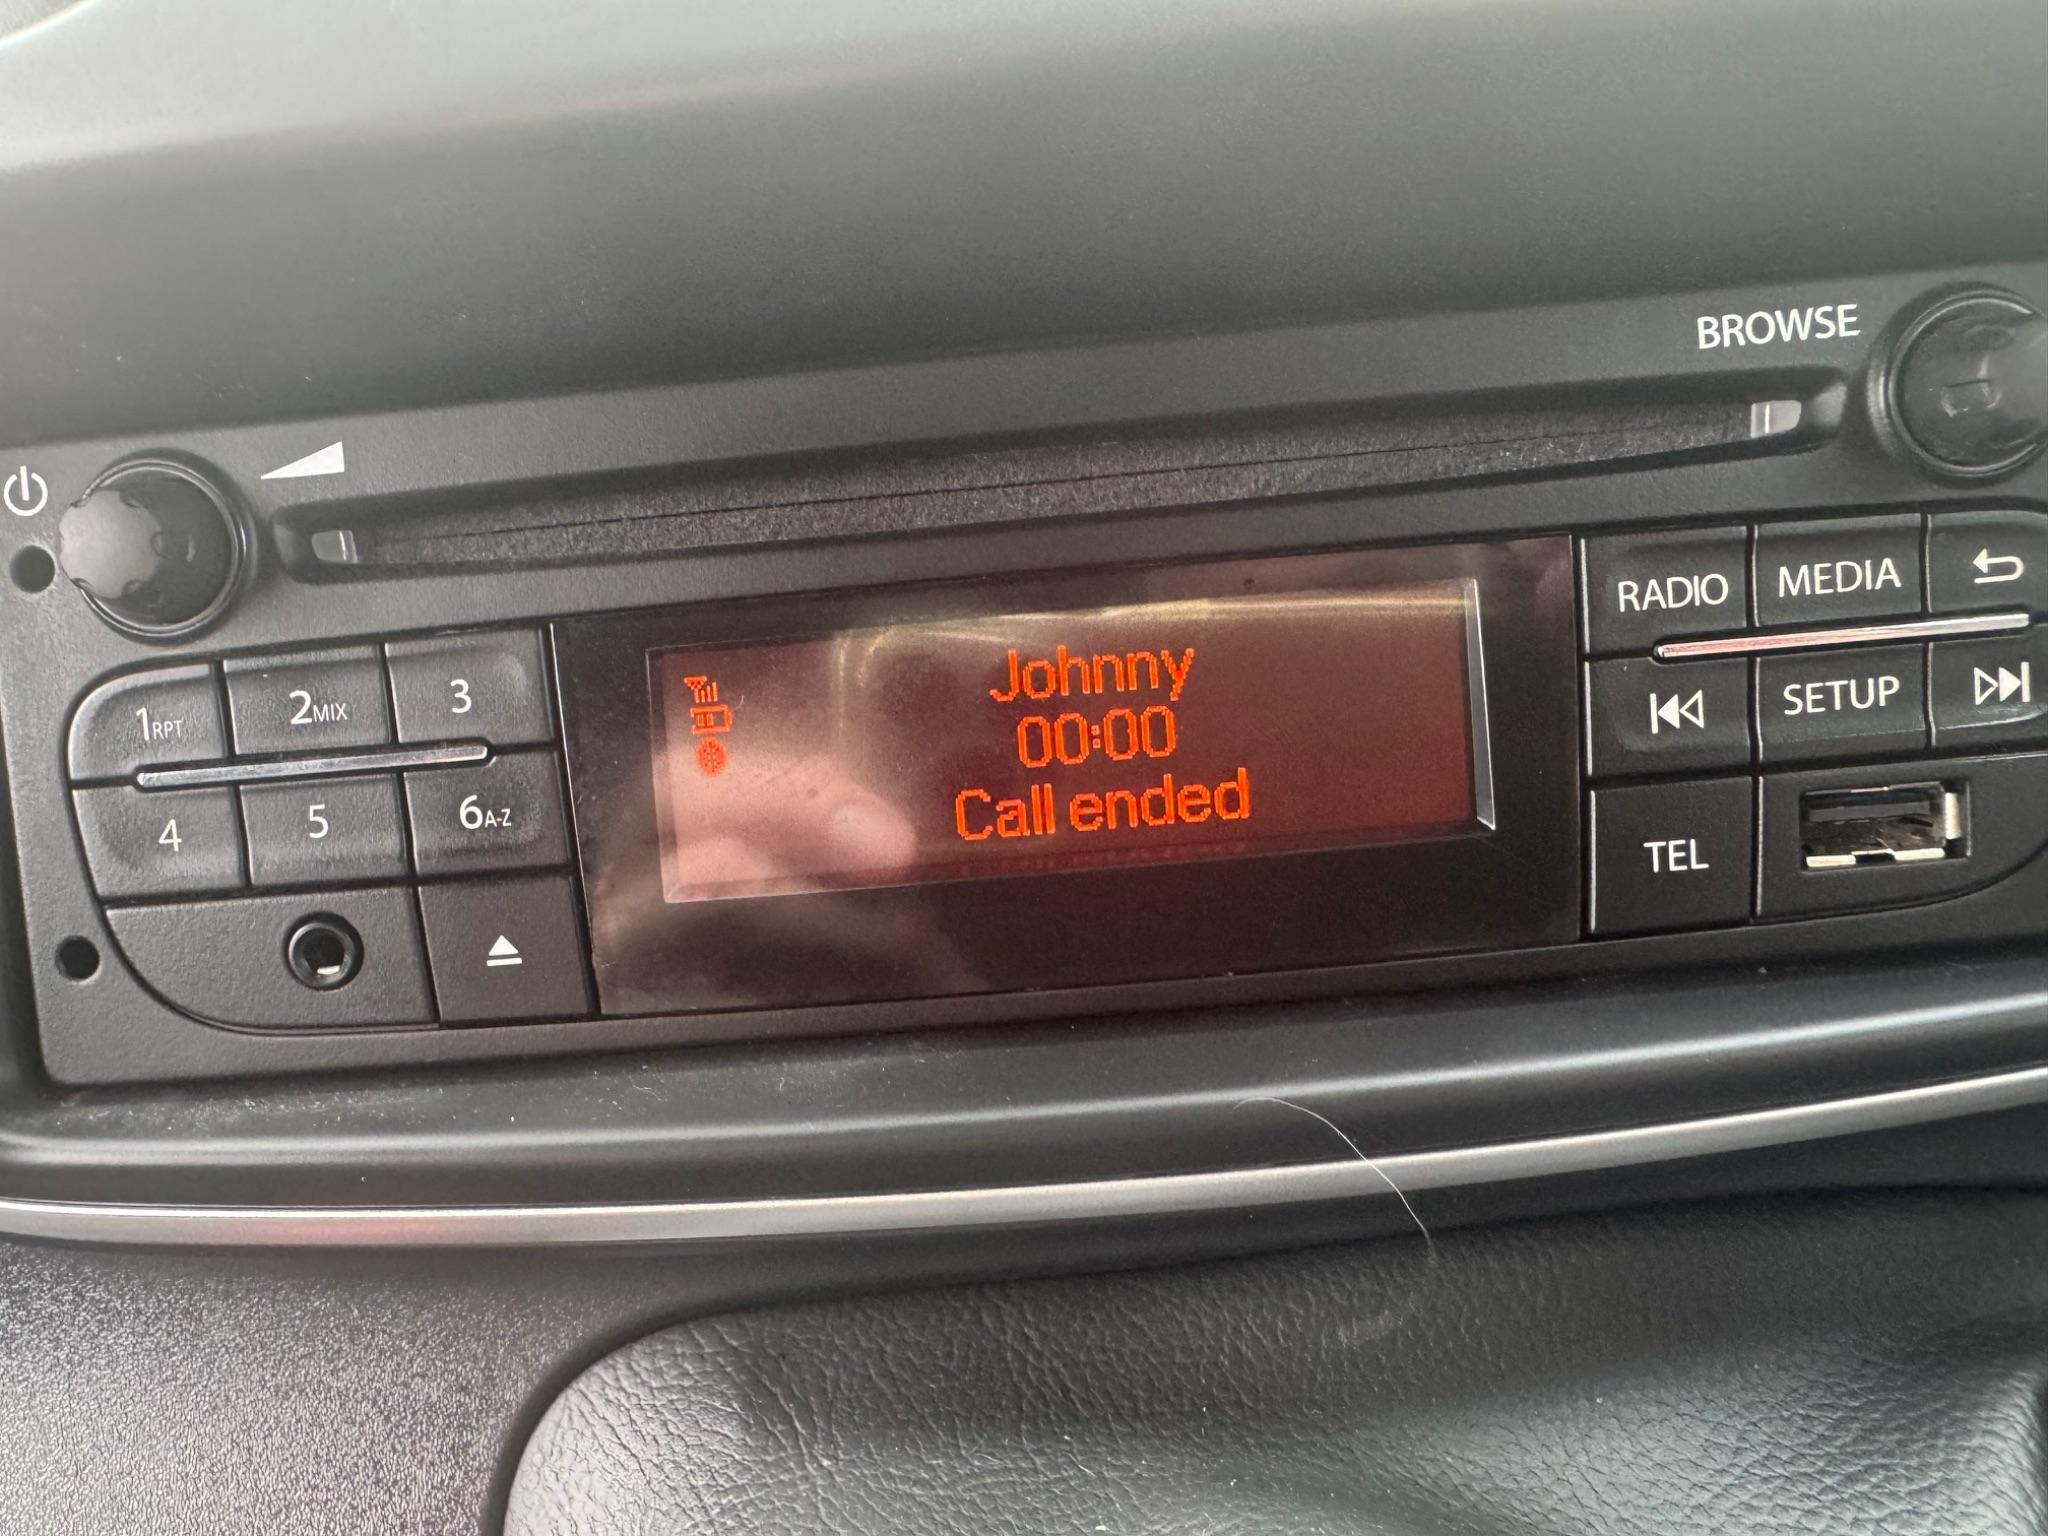 BROWSE
Johnny
00:00
Call ended
1RPT
2MIX
3
4
5
6A-Z
RADIO
MEDIA
SETUP
TEL